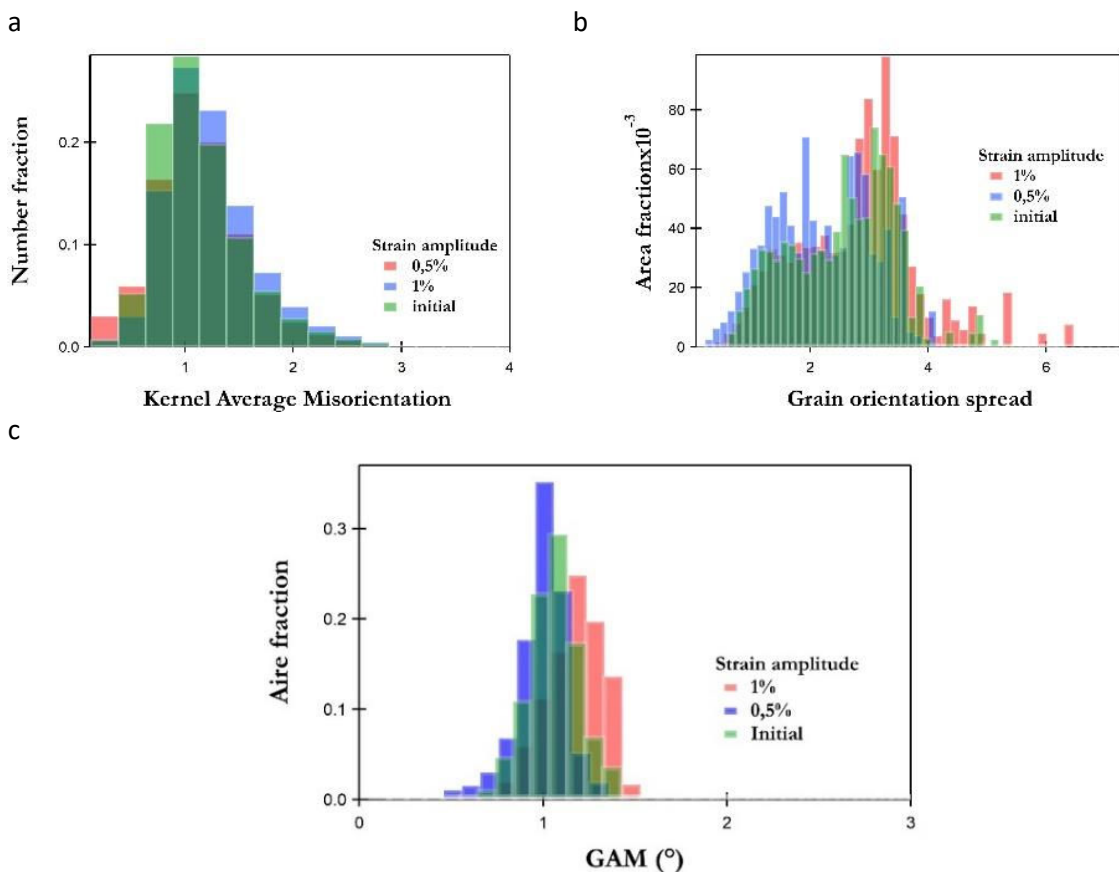 a
Number fraction
0.2
0.1
0.0
1
2
3
4
Kernel Average Misorientation
Strain amplitude
0,5%
1%
initial
b
Area fractionx10⁻³
80
60
40
20
0
2
4
6
Grain orientation spread
Strain amplitude
1%
0,5%
initial
c
Aire fraction
0.3
0.2
0.1
0.0
0
1
2
3
GAM (°)
Strain amplitude
1%
0,5%
Initial